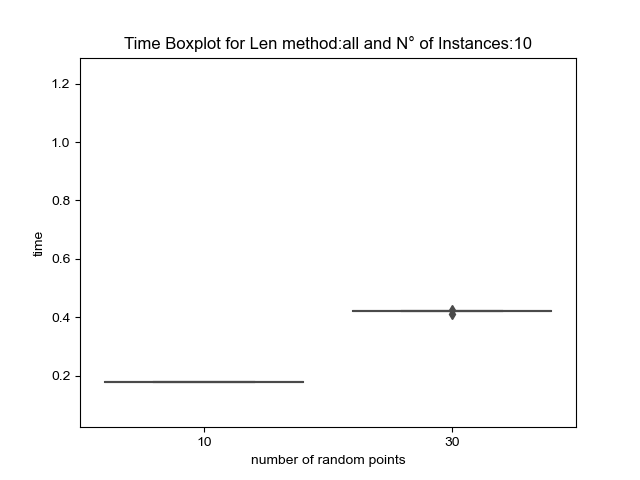 Time Boxplot for Len method:all and N° of Instances:10
1.2
1.0
0.8
0.6
0.4
0.2
time
10 30
number of random points